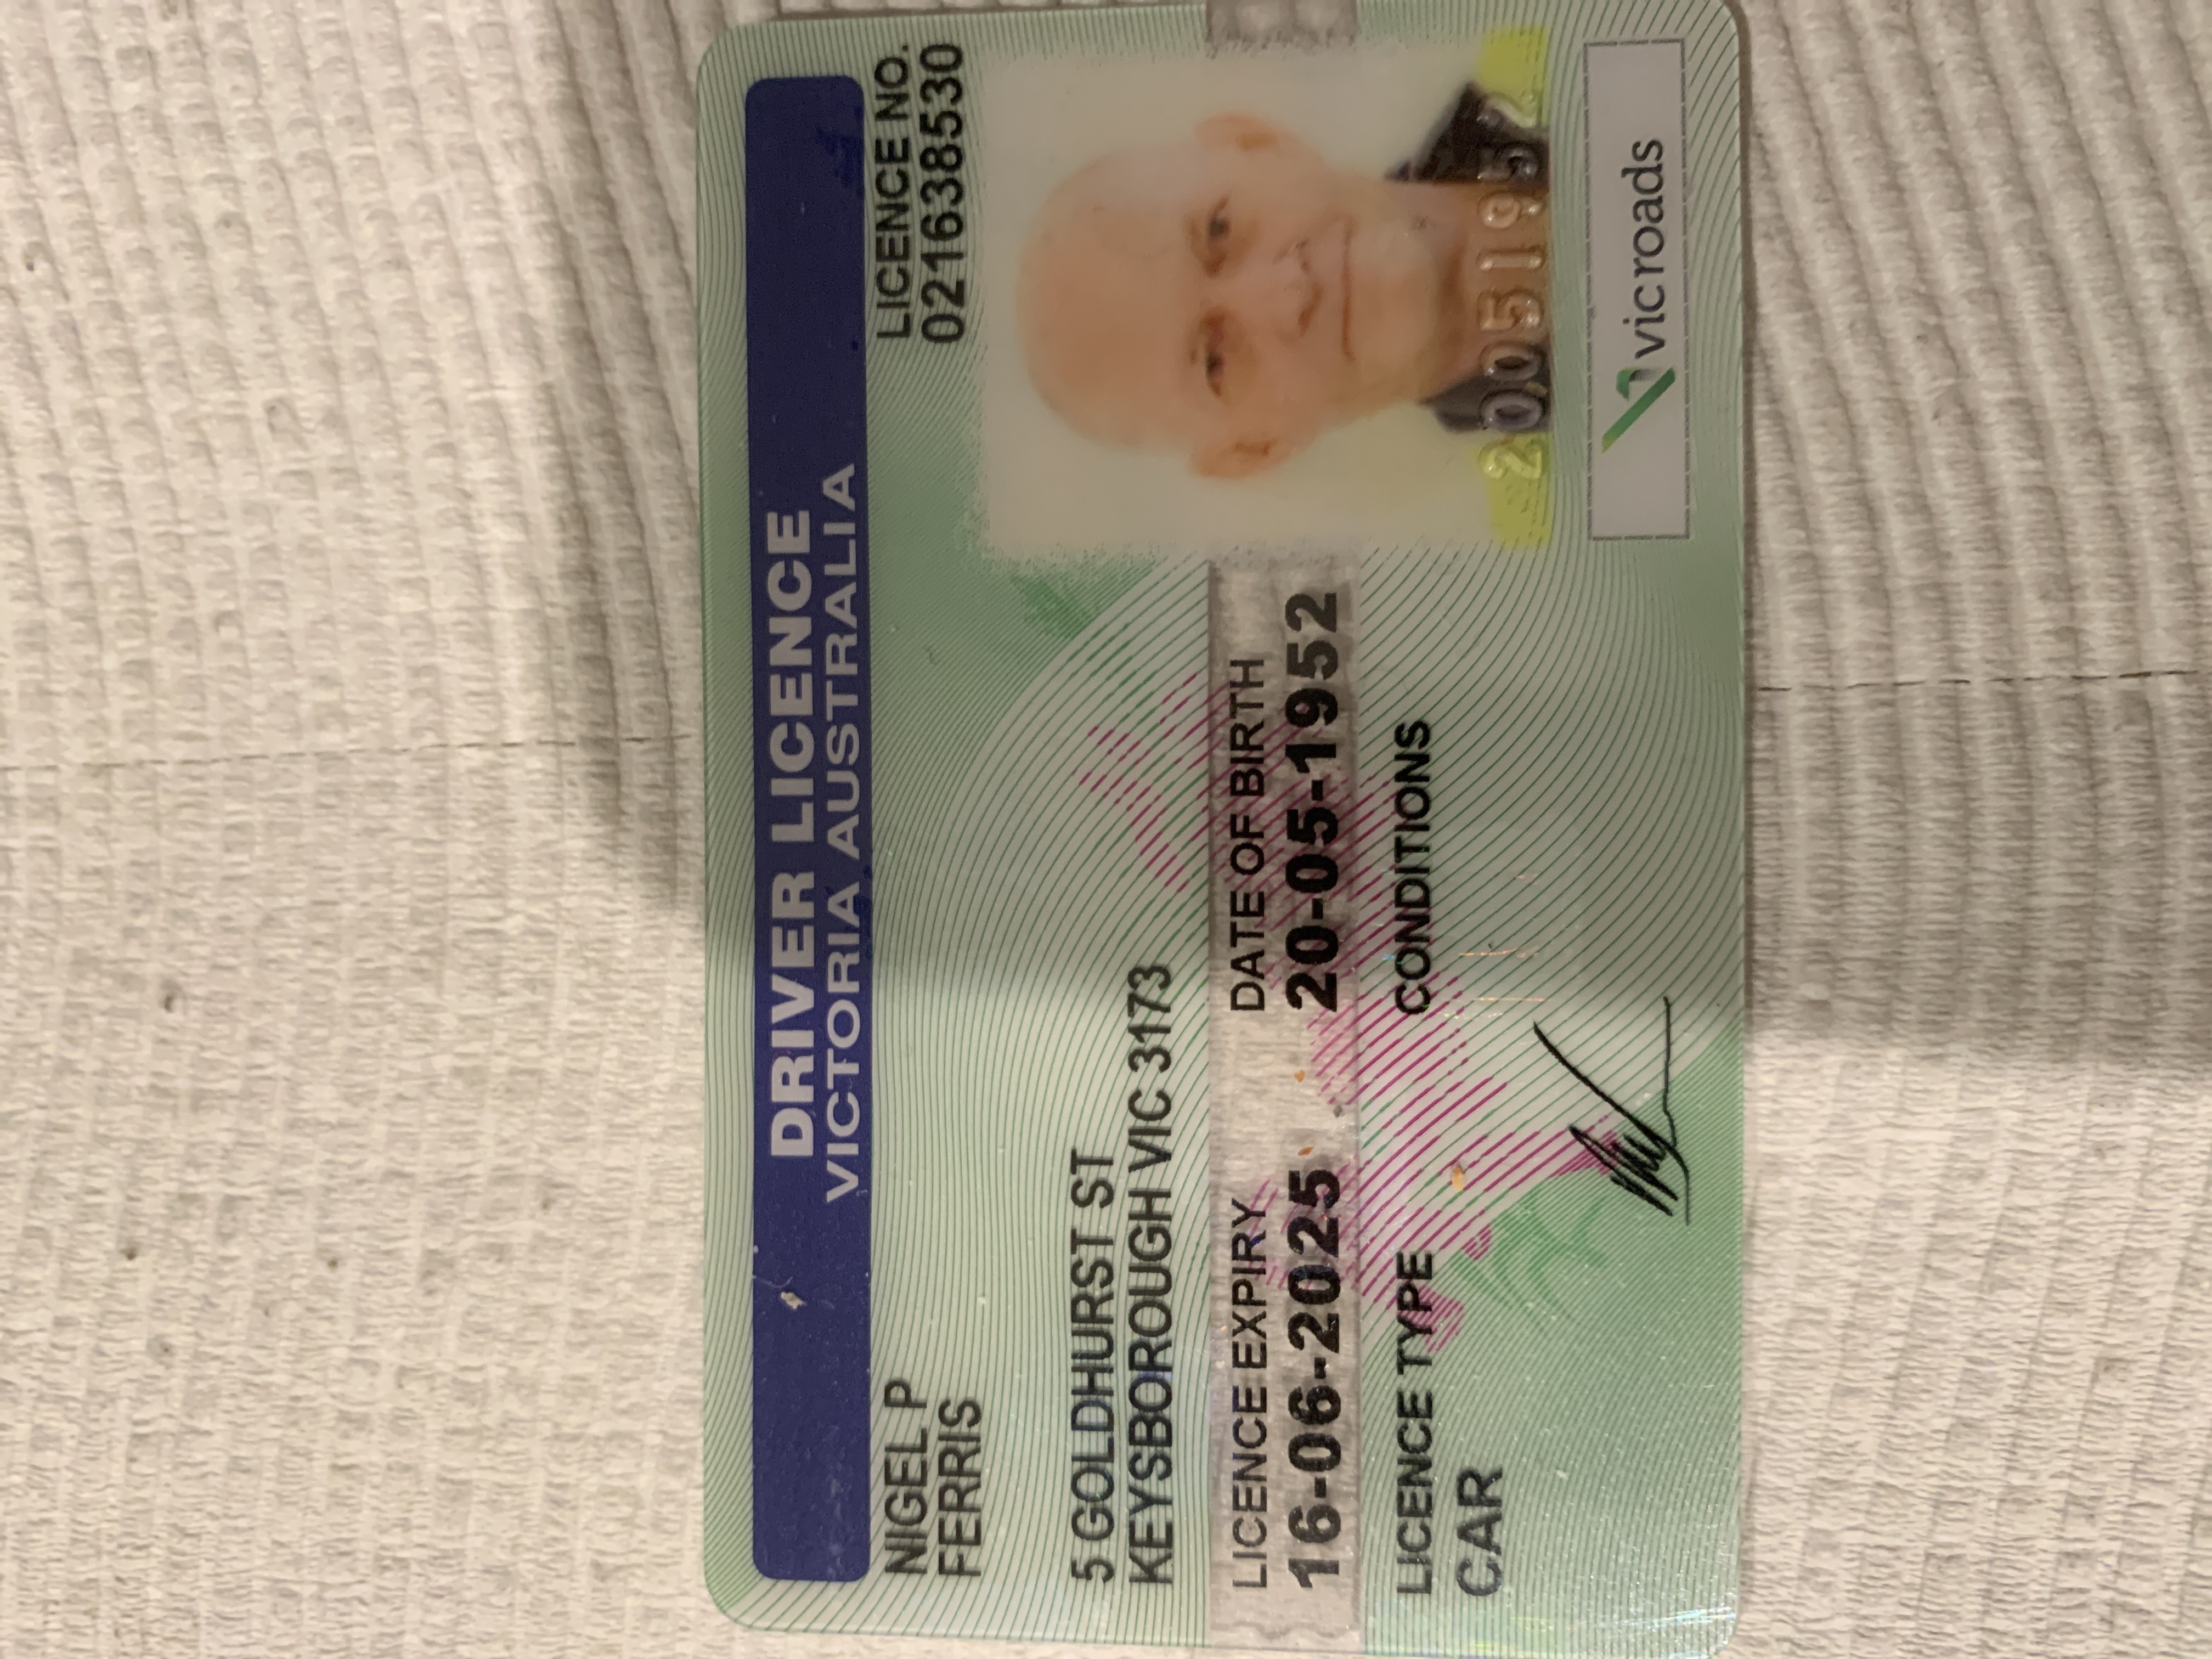 DRIVER LICENCE
VICTORIA AUSTRALIA
NIGEL P
FERRIS
LICENCE NO.
021638530
5 GOLDHURST ST
KEYSBOROUGH VIC 3173
LICENCE EXPIRY
16-06-2025
DATE OF BIRTH
20-05-1952
LICENCE TYPE
CAR
CONDITIONS
20051952
vicroads